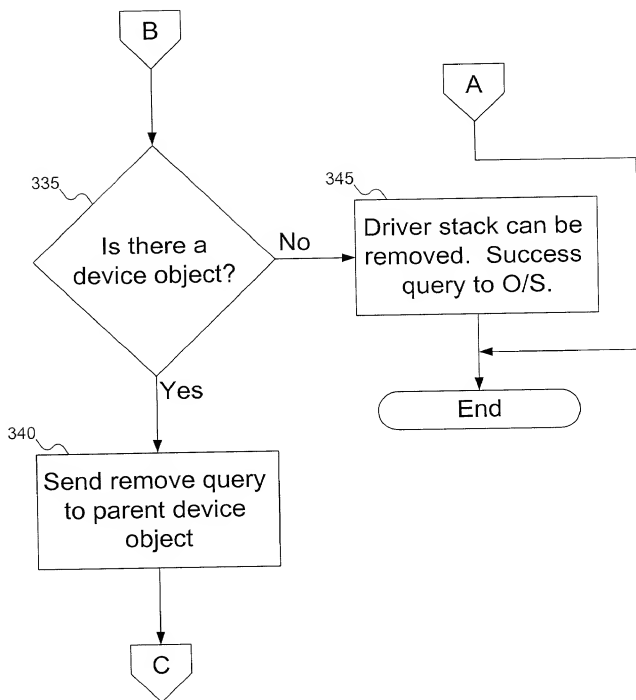 B
A
335
Is there a
device object?
No
345
Driver stack can be
removed. Success
query to O/S.
Yes
End
340
Send remove query
to parent device
object
C